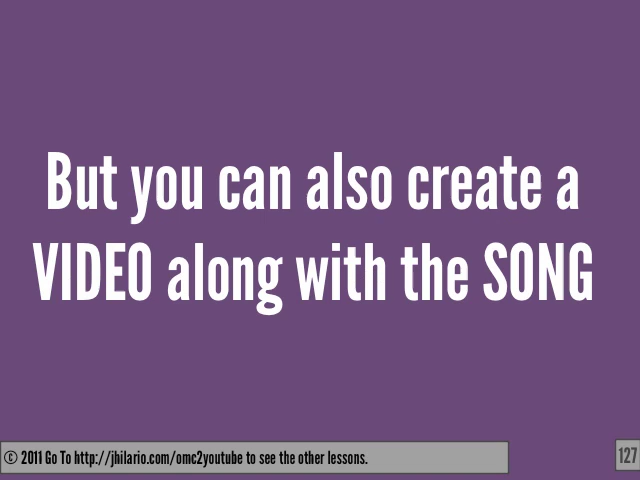 But you can also create a
VIDEO along with the SONG
© 2011 Go To http://jhilario.com/omc2youtube to see the other lessons.
127